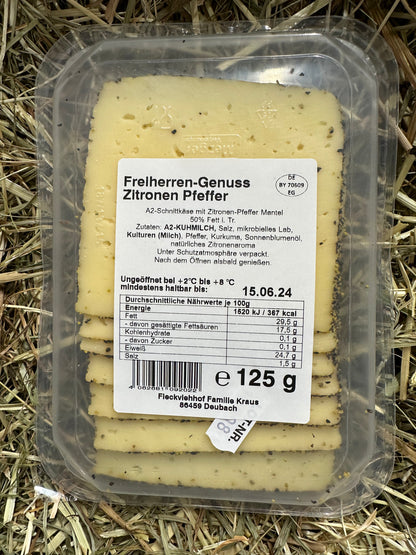 Freiherren-Genuss
Zitronen Pfeffer
DE
BY 70609
EG
A2-Schnittkäse mit Zitronen-Pfeffer Mantel
50% Fett i. Tr.
Zutaten: A2-KUHMILCH, Salz, mikrobielles Lab,
Kulturen (Milch). Pfeffer, Kurkuma, Sonnenblumenöl,
natürliches Zitronenaroma
Unter Schutzatmosphäre verpackt.
Nach dem Öffnen alsbald genießen.
Ungeöffnet bei +2°C bis +8 °C
mindestens haltbar bis: 15.06.24
Durchschnittliche Nährwerte je 100g
Energie 1520 kJ / 367 kcal
Fett 29,5 g
- davon gesättigte Fettsäuren 17,5 g
Kohlenhydrate 0,1 g
- davon Zucker 0,1 g
Eiweiß 24,7 g
Salz 1,5 g
e 125 g
Fleckviehhof Familie Kraus
86459 Deubach
T-NR.